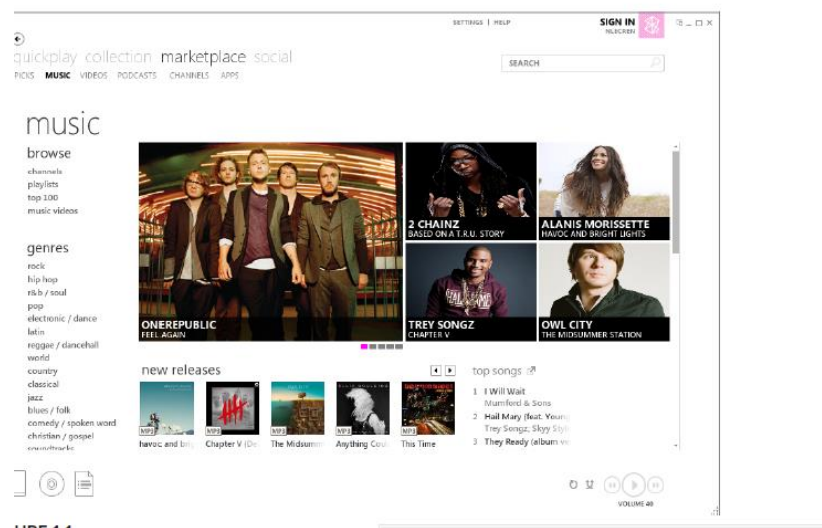 SETTINGS | HELP
SIGN IN
quickplay collection marketplace social
PICKS MUSIC VIDEOS PODCASTS CHANNELS APPS
SEARCH
music
browse
channels
playlists
top 100
music videos
genres
rock
hip hop
r&b / soul
pop
electronic / dance
latin
reggae / dancehall
world
country
classical
jazz
blues / folk
comedy / spoken word
christian / gospel
soundtracks
ONEREPUBLIC
FEEL AGAIN
2 CHAINZ
BASED ON A T.R.U. STORY
ALANIS MORISSETTE
HAVOC AND BRIGHT LIGHTS
TREY SONGZ
CHAPTER V
OWL CITY
THE MIDSUMMER STATION
new releases
MP3 MP3 MP3 MP3 MP3
havoc and brig Chapter V (De The Midsumm Anything Coul This Time
top songs
1 I Will Wait
Mumford & Sons
2 Hail Mary (feat. Young
Trey Songz; Skyy Styl
3 They Ready (album ve
VOLUME 40